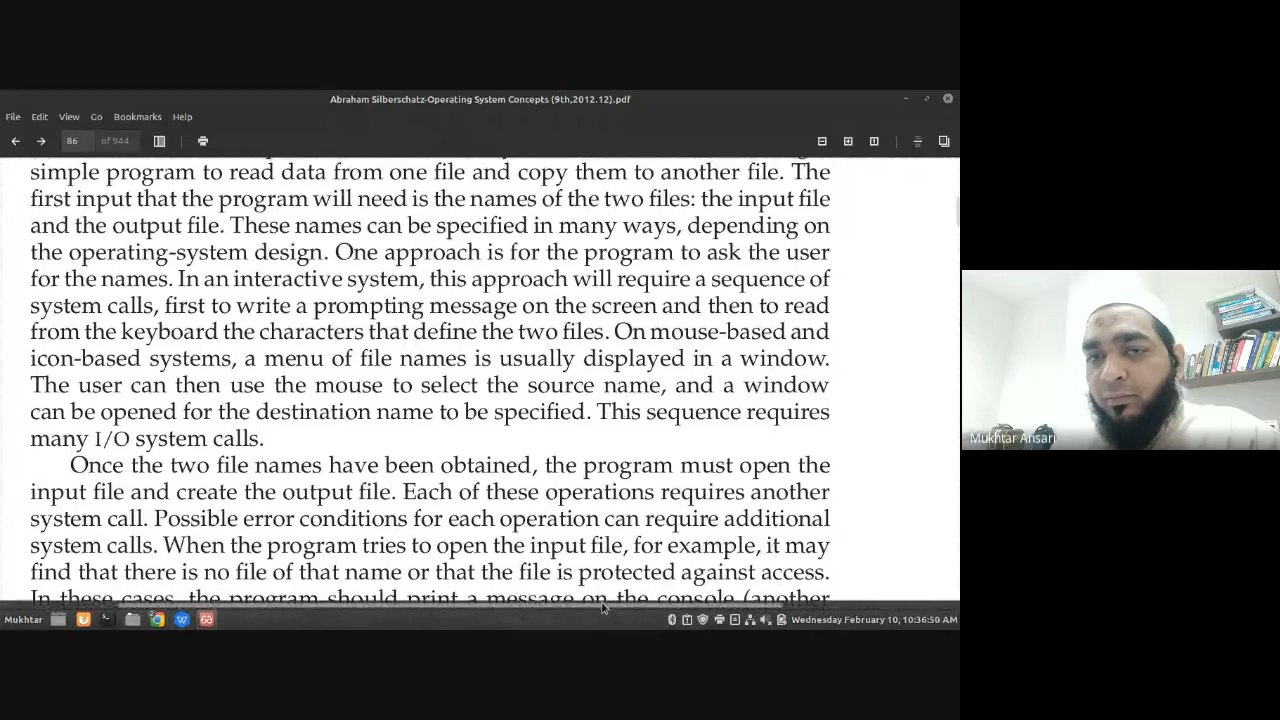 Abraham Silberschatz-Operating System Concepts (9th,2012.12).pdf
File Edit View Go Bookmarks Help
86 of 944
simple program to read data from one file and copy them to another file. The
first input that the program will need is the names of the two files: the input file
and the output file. These names can be specified in many ways, depending on
the operating-system design. One approach is for the program to ask the user
for the names. In an interactive system, this approach will require a sequence of
system calls, first to write a prompting message on the screen and then to read
from the keyboard the characters that define the two files. On mouse-based and
icon-based systems, a menu of file names is usually displayed in a window.
The user can then use the mouse to select the source name, and a window
can be opened for the destination name to be specified. This sequence requires
many I/O system calls.
Once the two file names have been obtained, the program must open the
input file and create the output file. Each of these operations requires another
system call. Possible error conditions for each operation can require additional
system calls. When the program tries to open the input file, for example, it may
find that there is no file of that name or that the file is protected against access.
In these cases, the program should print a message on the console (another
Mukhtar
Wednesday February 10, 10:36:50 AM
Mukhtar Ansari